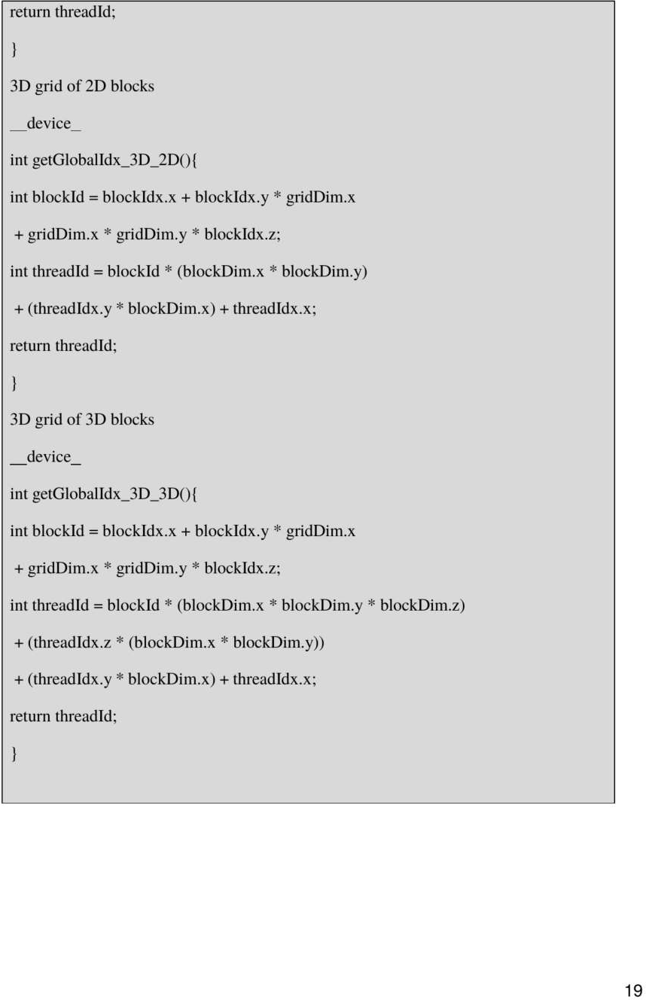 return threadId;
}
3D grid of 2D blocks
__device_
int getGlobalIdx_3D_2D(){
int blockId = blockIdx.x + blockIdx.y * gridDim.x
+ gridDim.x * gridDim.y * blockIdx.z;
int threadId = blockId * (blockDim.x * blockDim.y)
+ (threadIdx.y * blockDim.x) + threadIdx.x;
return threadId;
}
3D grid of 3D blocks
__device_
int getGlobalIdx_3D_3D(){
int blockId = blockIdx.x + blockIdx.y * gridDim.x
+ gridDim.x * gridDim.y * blockIdx.z;
int threadId = blockId * (blockDim.x * blockDim.y * blockDim.z)
+ (threadIdx.z * (blockDim.x * blockDim.y))
+ (threadIdx.y * blockDim.x) + threadIdx.x;
return threadId;
}
19